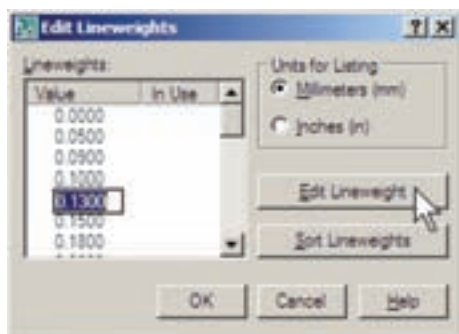 Edit Lineweights
Lineweights:
Value In Use
0.0000
0.0500
0.0900
0.1000
0.1300
0.1500
0.1800
Units for Listing
Millimeters (mm)
Inches (in)
Edit Lineweight
Sort Lineweights
OK Cancel Help